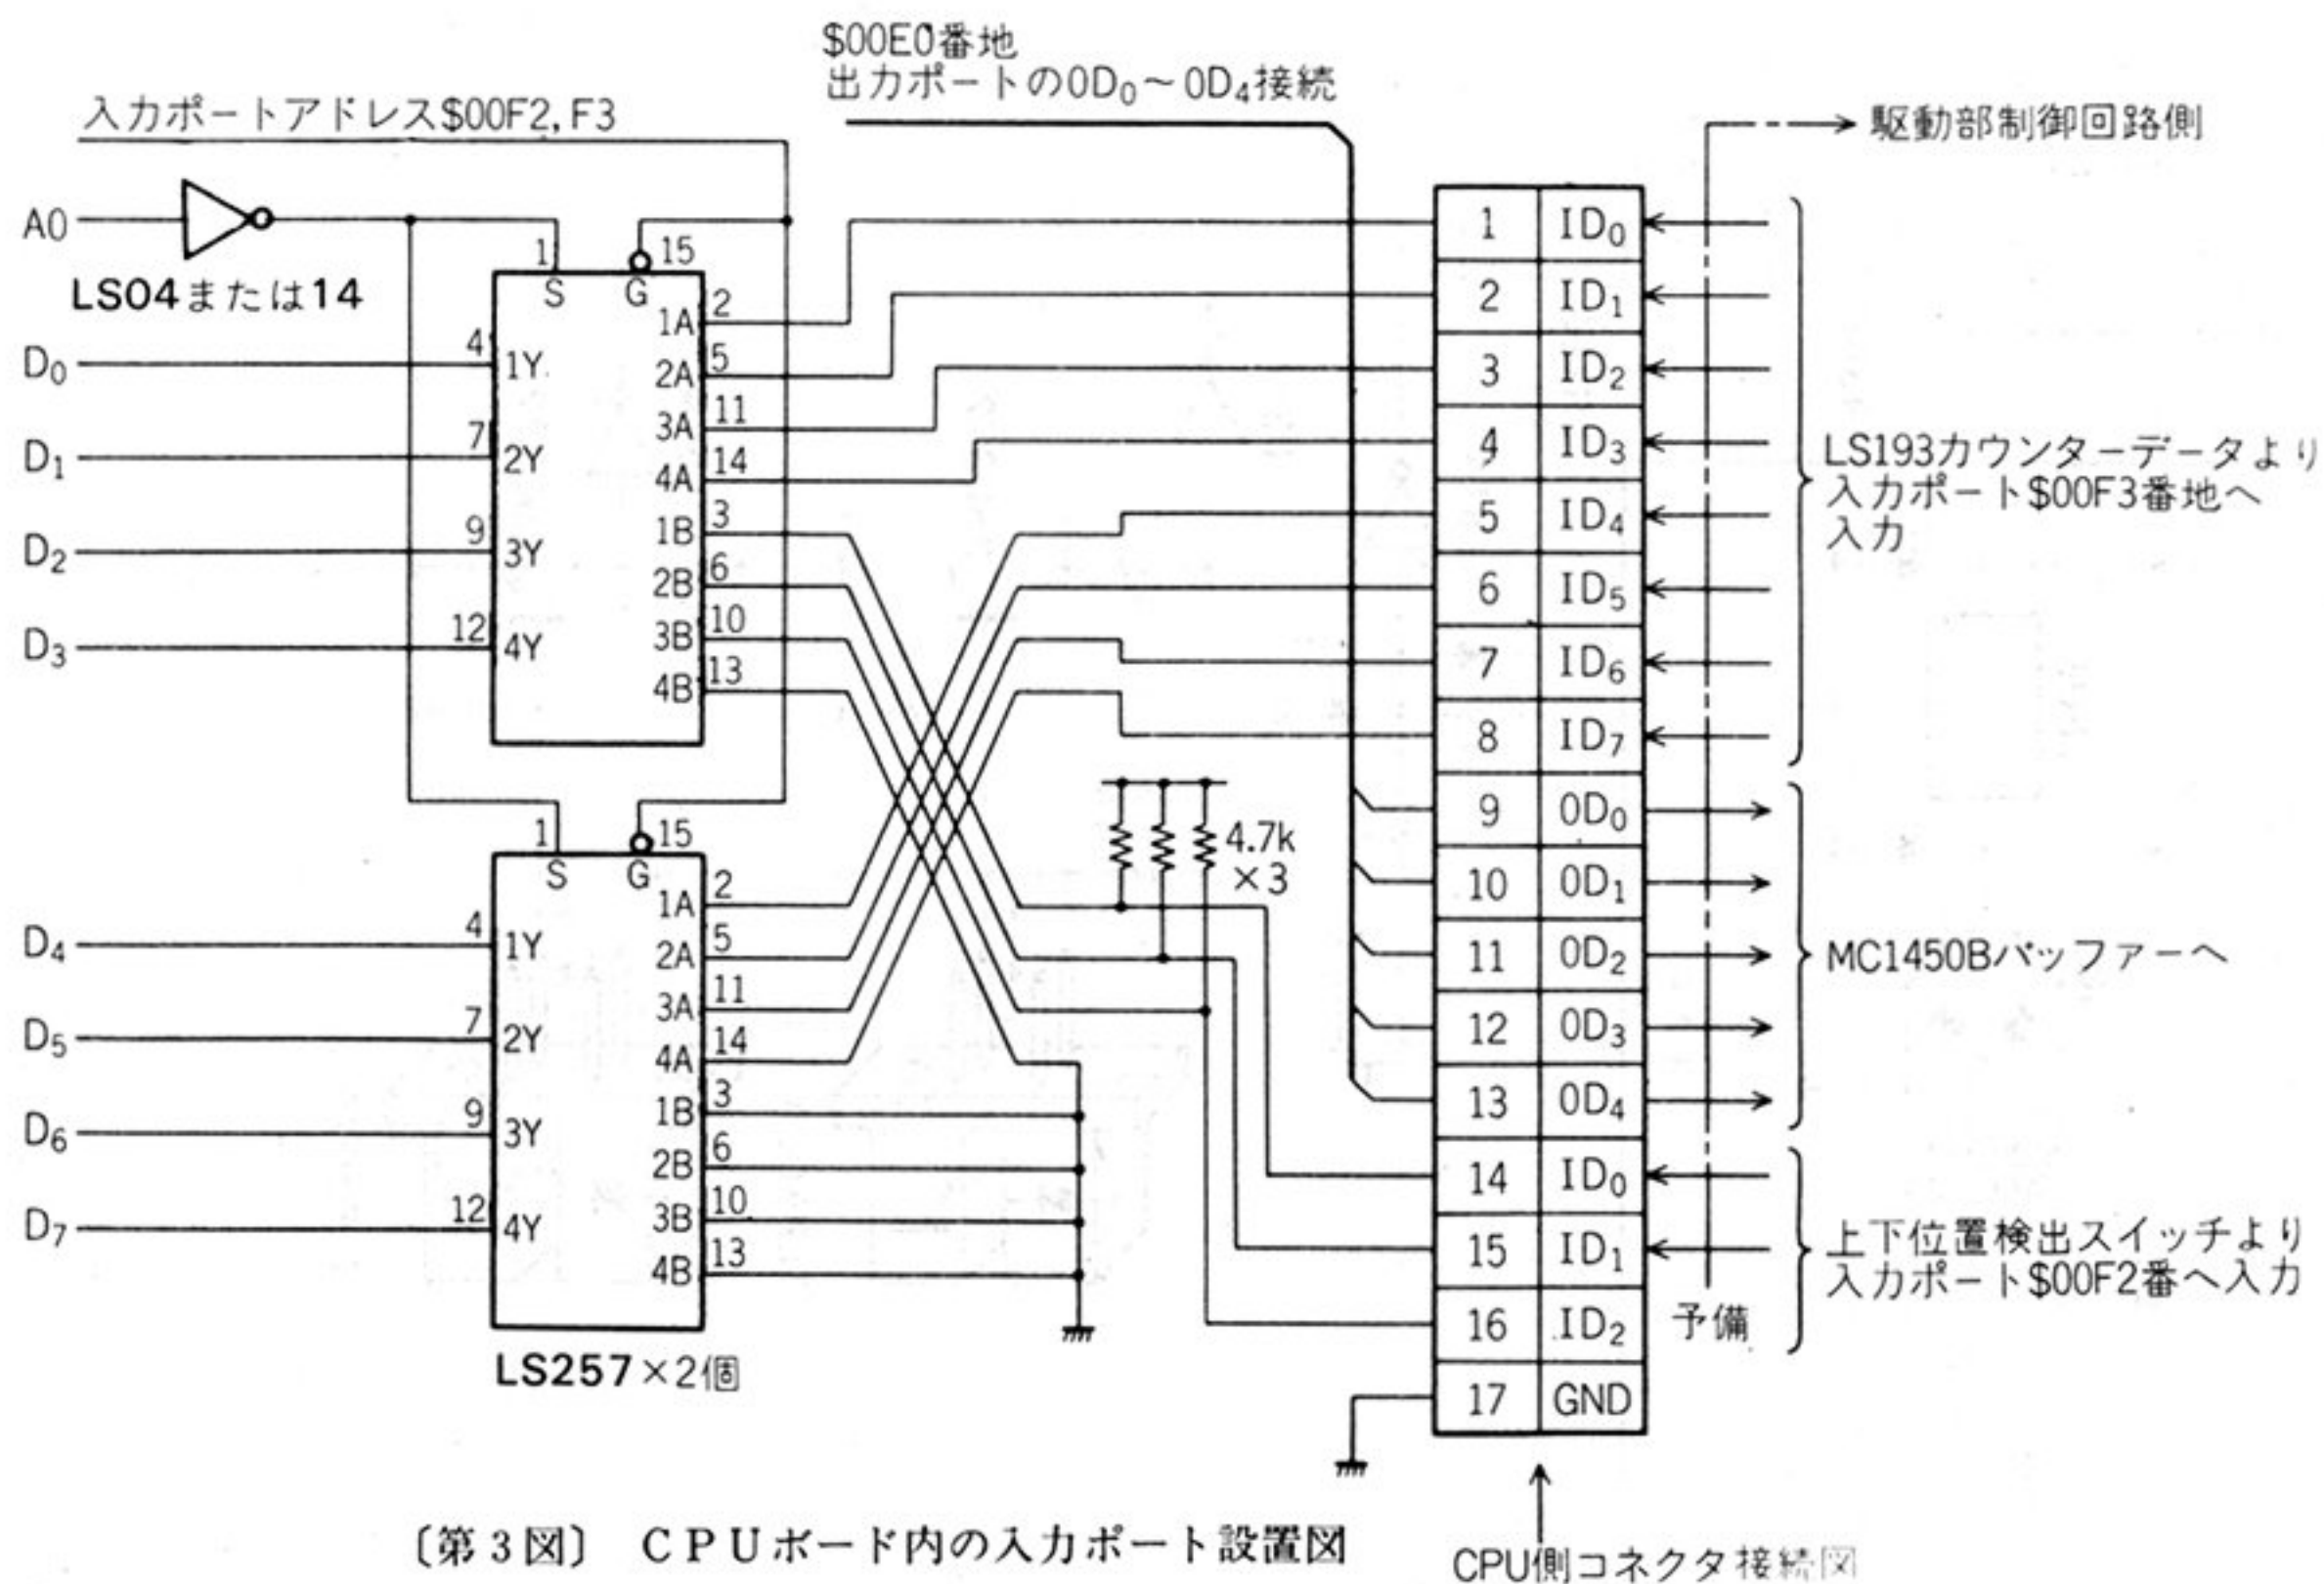 $00E0番地
出力ポートのOD₀～OD₄接続
入力ポートアドレス$00F2, F3
駆動部制御回路側
A0
LS04または14
1
S
15
G
D₀
4
1Y
D₁
7
2Y
D₂
9
3Y
D₃
12
4Y
1A
2
2A
5
3A
11
4A
14
1B
3
2B
6
3B
10
4B
13
1
S
15
G
D₄
4
1Y
D₅
7
2Y
D₆
9
3Y
D₇
12
4Y
1A
2
2A
5
3A
11
4A
14
1B
3
2B
6
3B
10
4B
13
LS257×2個
4.7k
×3
1 ID₀
2 ID₁
3 ID₂
4 ID₃
5 ID₄
6 ID₅
7 ID₆
8 ID₇
9 OD₀
10 OD₁
11 OD₂
12 OD₃
13 OD₄
14 ID₀
15 ID₁
16 ID₂
17 GND
LS193カウンターデータより
入力ポート$00F3番地へ
入力
MC1450Bバッファーへ
上下位置検出スイッチより
入力ポート$00F2番へ入力
予備
〔第3図〕 CPUボード内の入力ポート設置図
CPU側コネクタ接続図